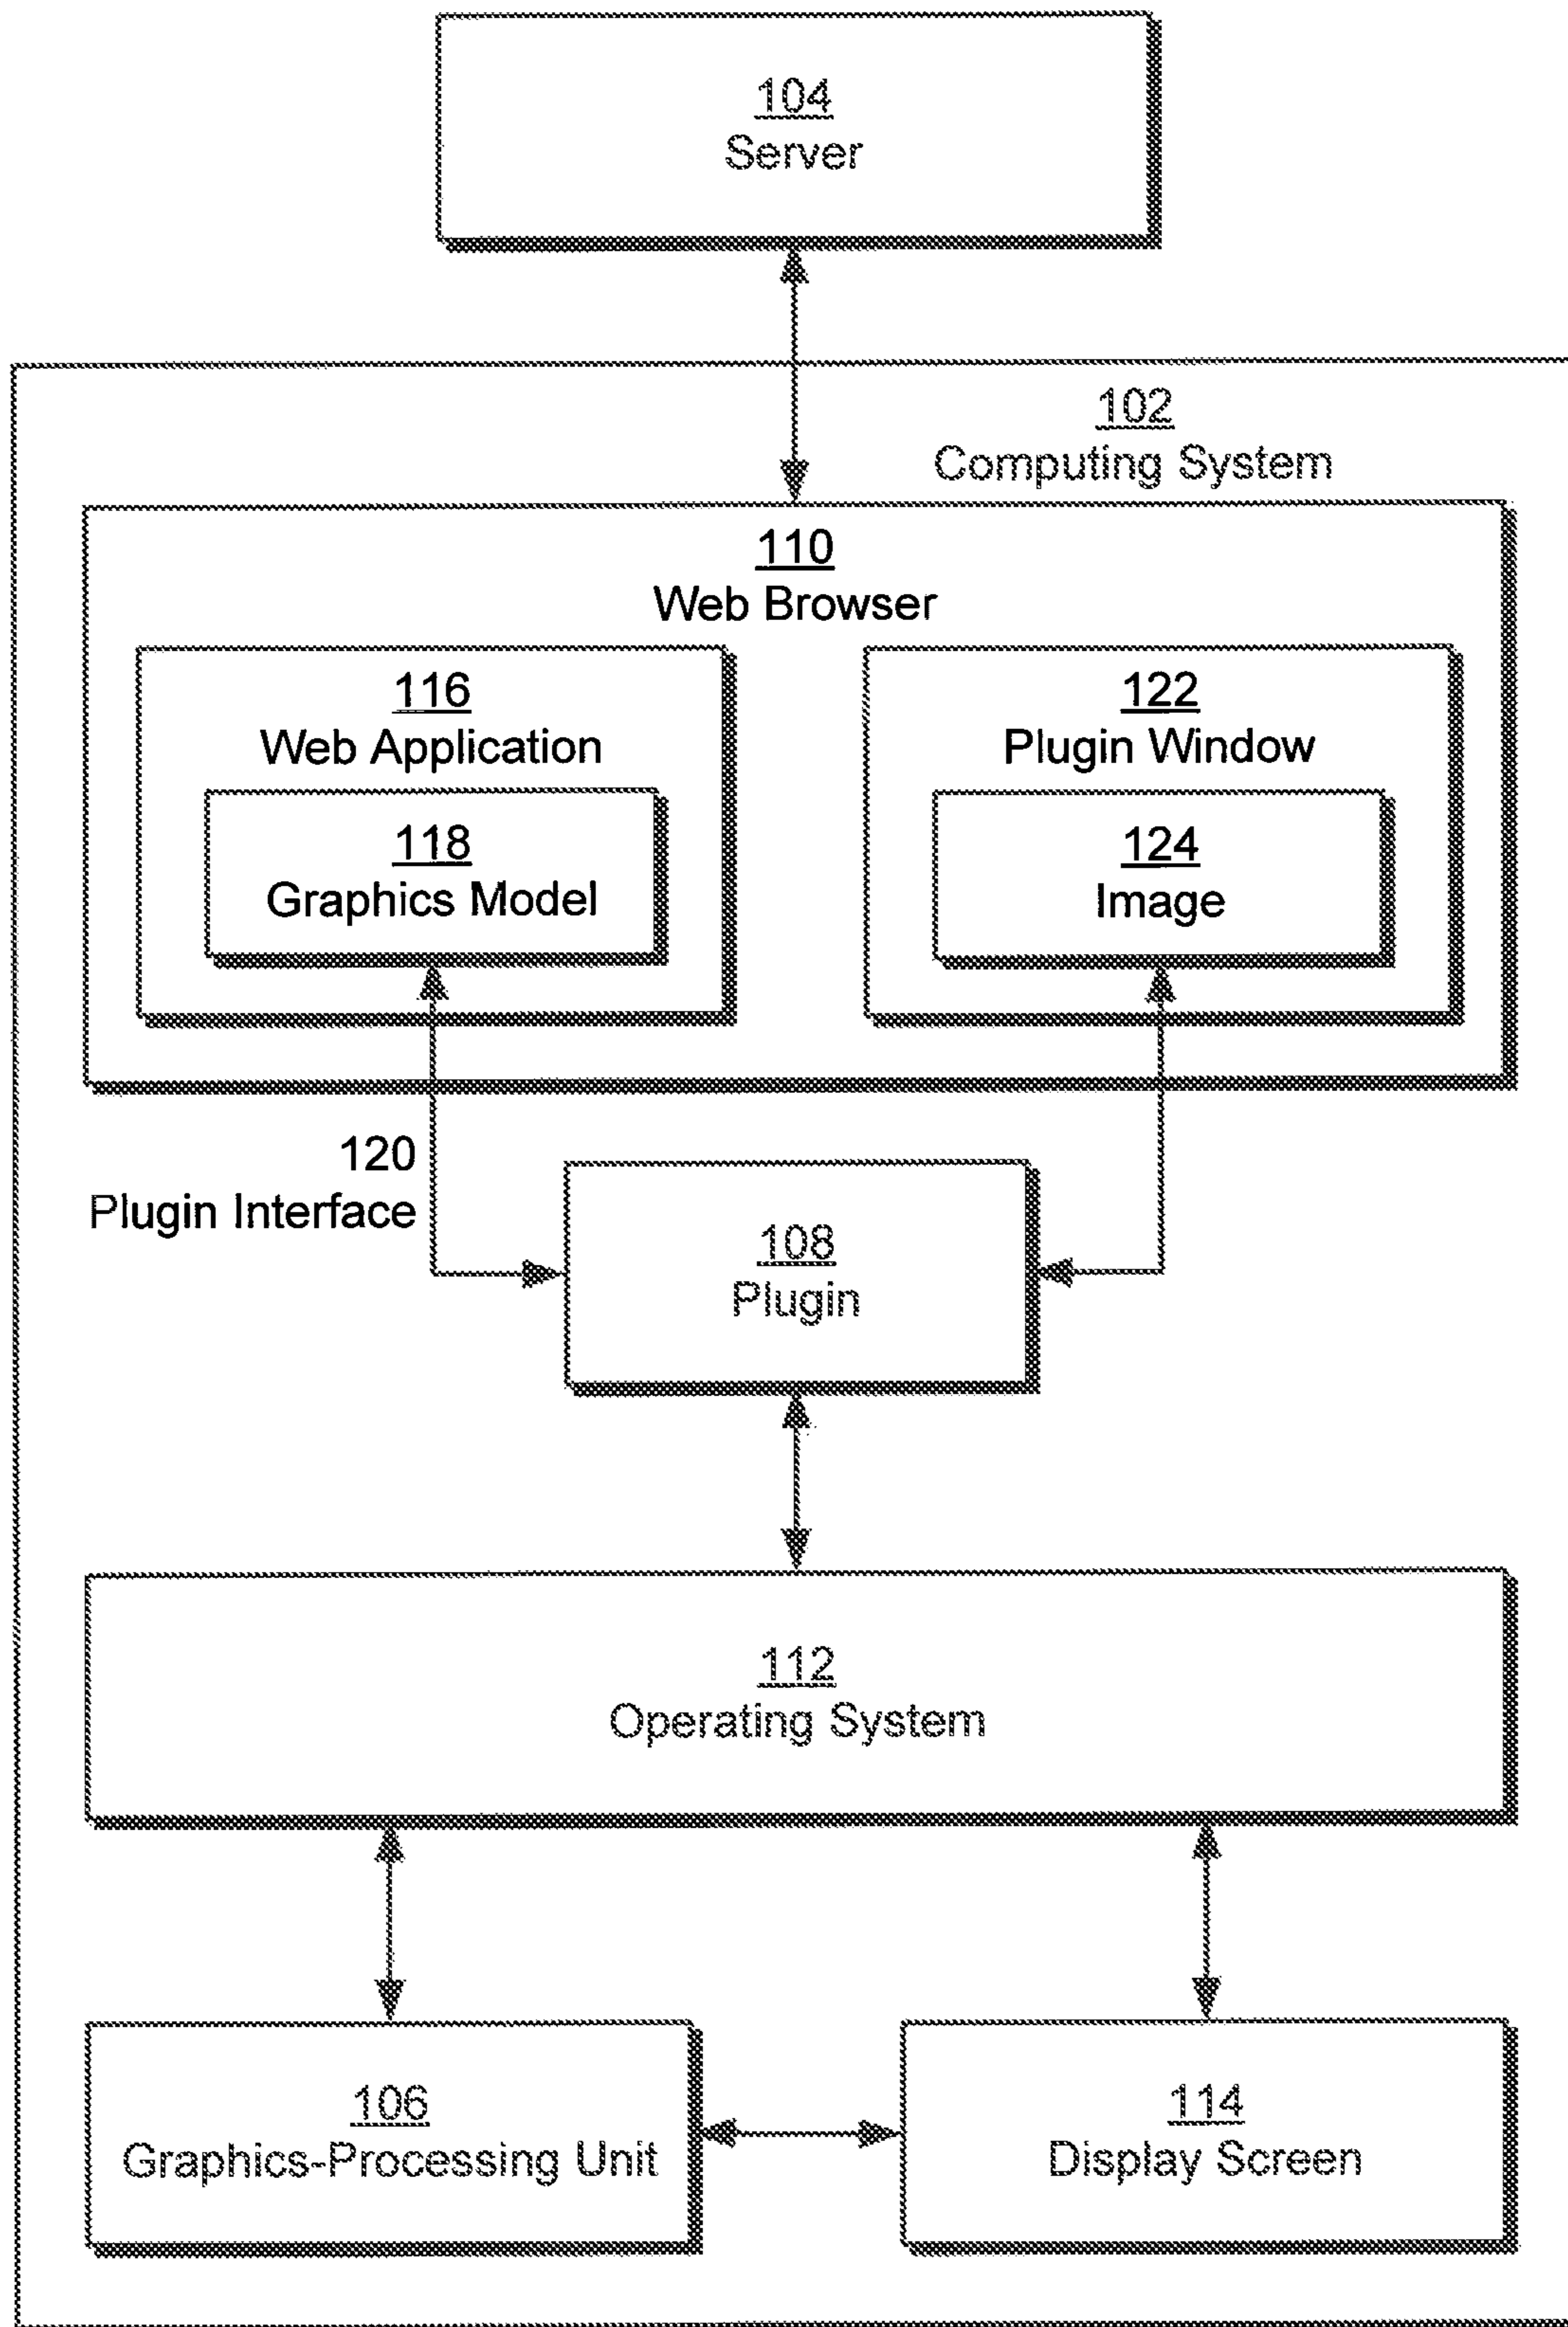 104
Server
102
Computing System
110
Web Browser
116
Web Application
118
Graphics Model
122
Plugin Window
124
Image
120
Plugin Interface
108
Plugin
112
Operating System
106
Graphics-Processing Unit
114
Display Screen